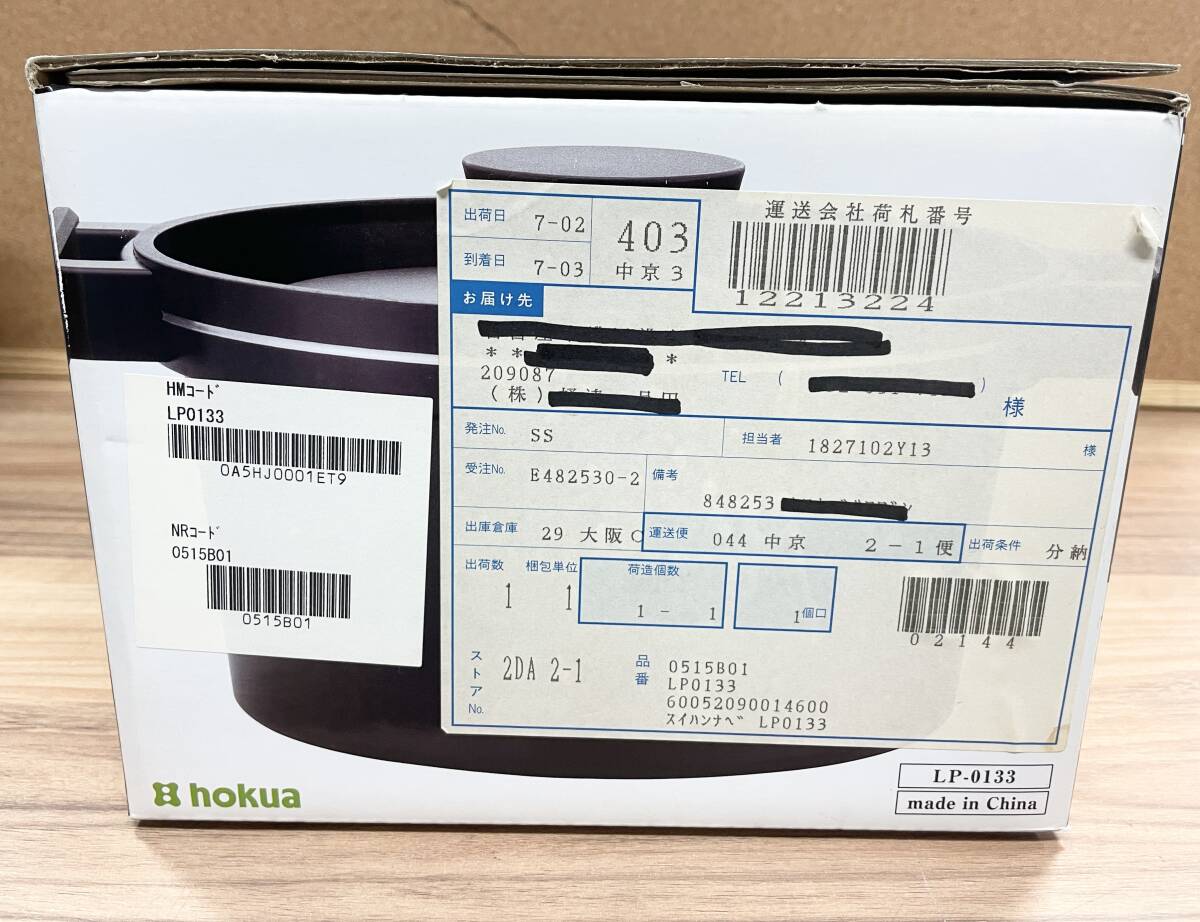 出荷日 7-02
到着日 7-03
403
中京3
運送会社荷札番号
12213224
お届け先
* * *
209087
(株)
TEL ( )
様
発注No. SS
担当者 1827102Y13 様
受注No. E482530-2
備考 848253
出庫倉庫 29 大阪C
運送便 044 中京 2-1便
出荷条件 分納
出荷数 1
梱包単位 1
荷造個数 1 - 1
1個口
02144
ストアNo. 2DA 2-1
品番 0515B01
LP0133
60052090014600
スイハンナベ LP0133
HMコード
LP0133
0A5HJ0001ET9
NRコード
0515B01
0515B01
hokua
LP-0133
made in China